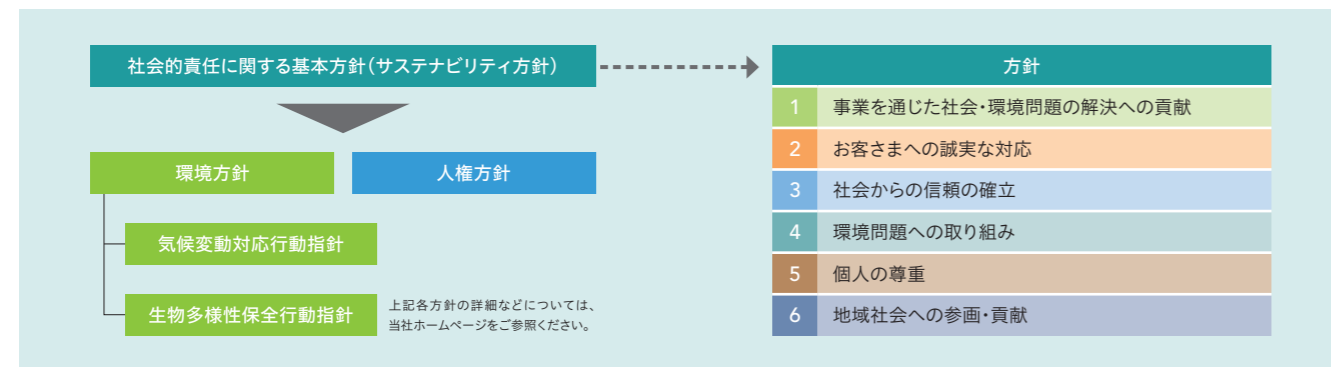 社会的責任に関する基本方針（サステナビリティ方針）
環境方針
人権方針
気候変動対応行動指針
生物多様性保全行動指針
上記各方針の詳細などについては、
当社ホームページをご参照ください。
方針
1 事業を通じた社会・環境問題の解決への貢献
2 お客さまへの誠実な対応
3 社会からの信頼の確立
4 環境問題への取り組み
5 個人の尊重
6 地域社会への参画・貢献